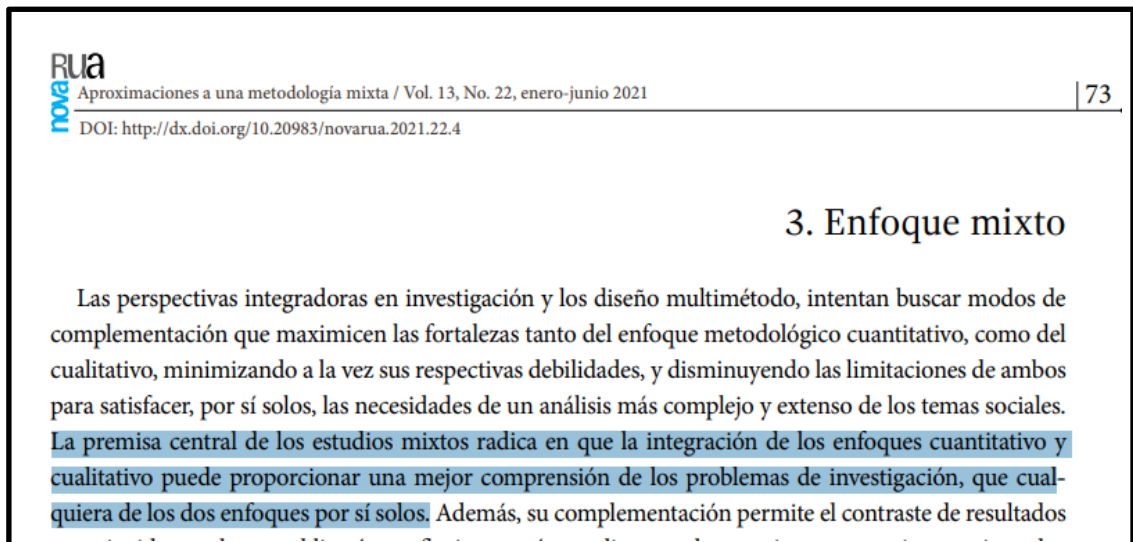 RUa
nova
Aproximaciones a una metodología mixta / Vol. 13, No. 22, enero-junio 2021
73
DOI: http://dx.doi.org/10.20983/novarua.2021.22.4
3. Enfoque mixto
Las perspectivas integradoras en investigación y los diseño multimétodo, intentan buscar modos de
complementación que maximicen las fortalezas tanto del enfoque metodológico cuantitativo, como del
cualitativo, minimizando a la vez sus respectivas debilidades, y disminuyendo las limitaciones de ambos
para satisfacer, por sí solos, las necesidades de un análisis más complejo y extenso de los temas sociales.
La premisa central de los estudios mixtos radica en que la integración de los enfoques cuantitativo y
cualitativo puede proporcionar una mejor comprensión de los problemas de investigación, que cual-
quiera de los dos enfoques por sí solos. Además, su complementación permite el contraste de resultados